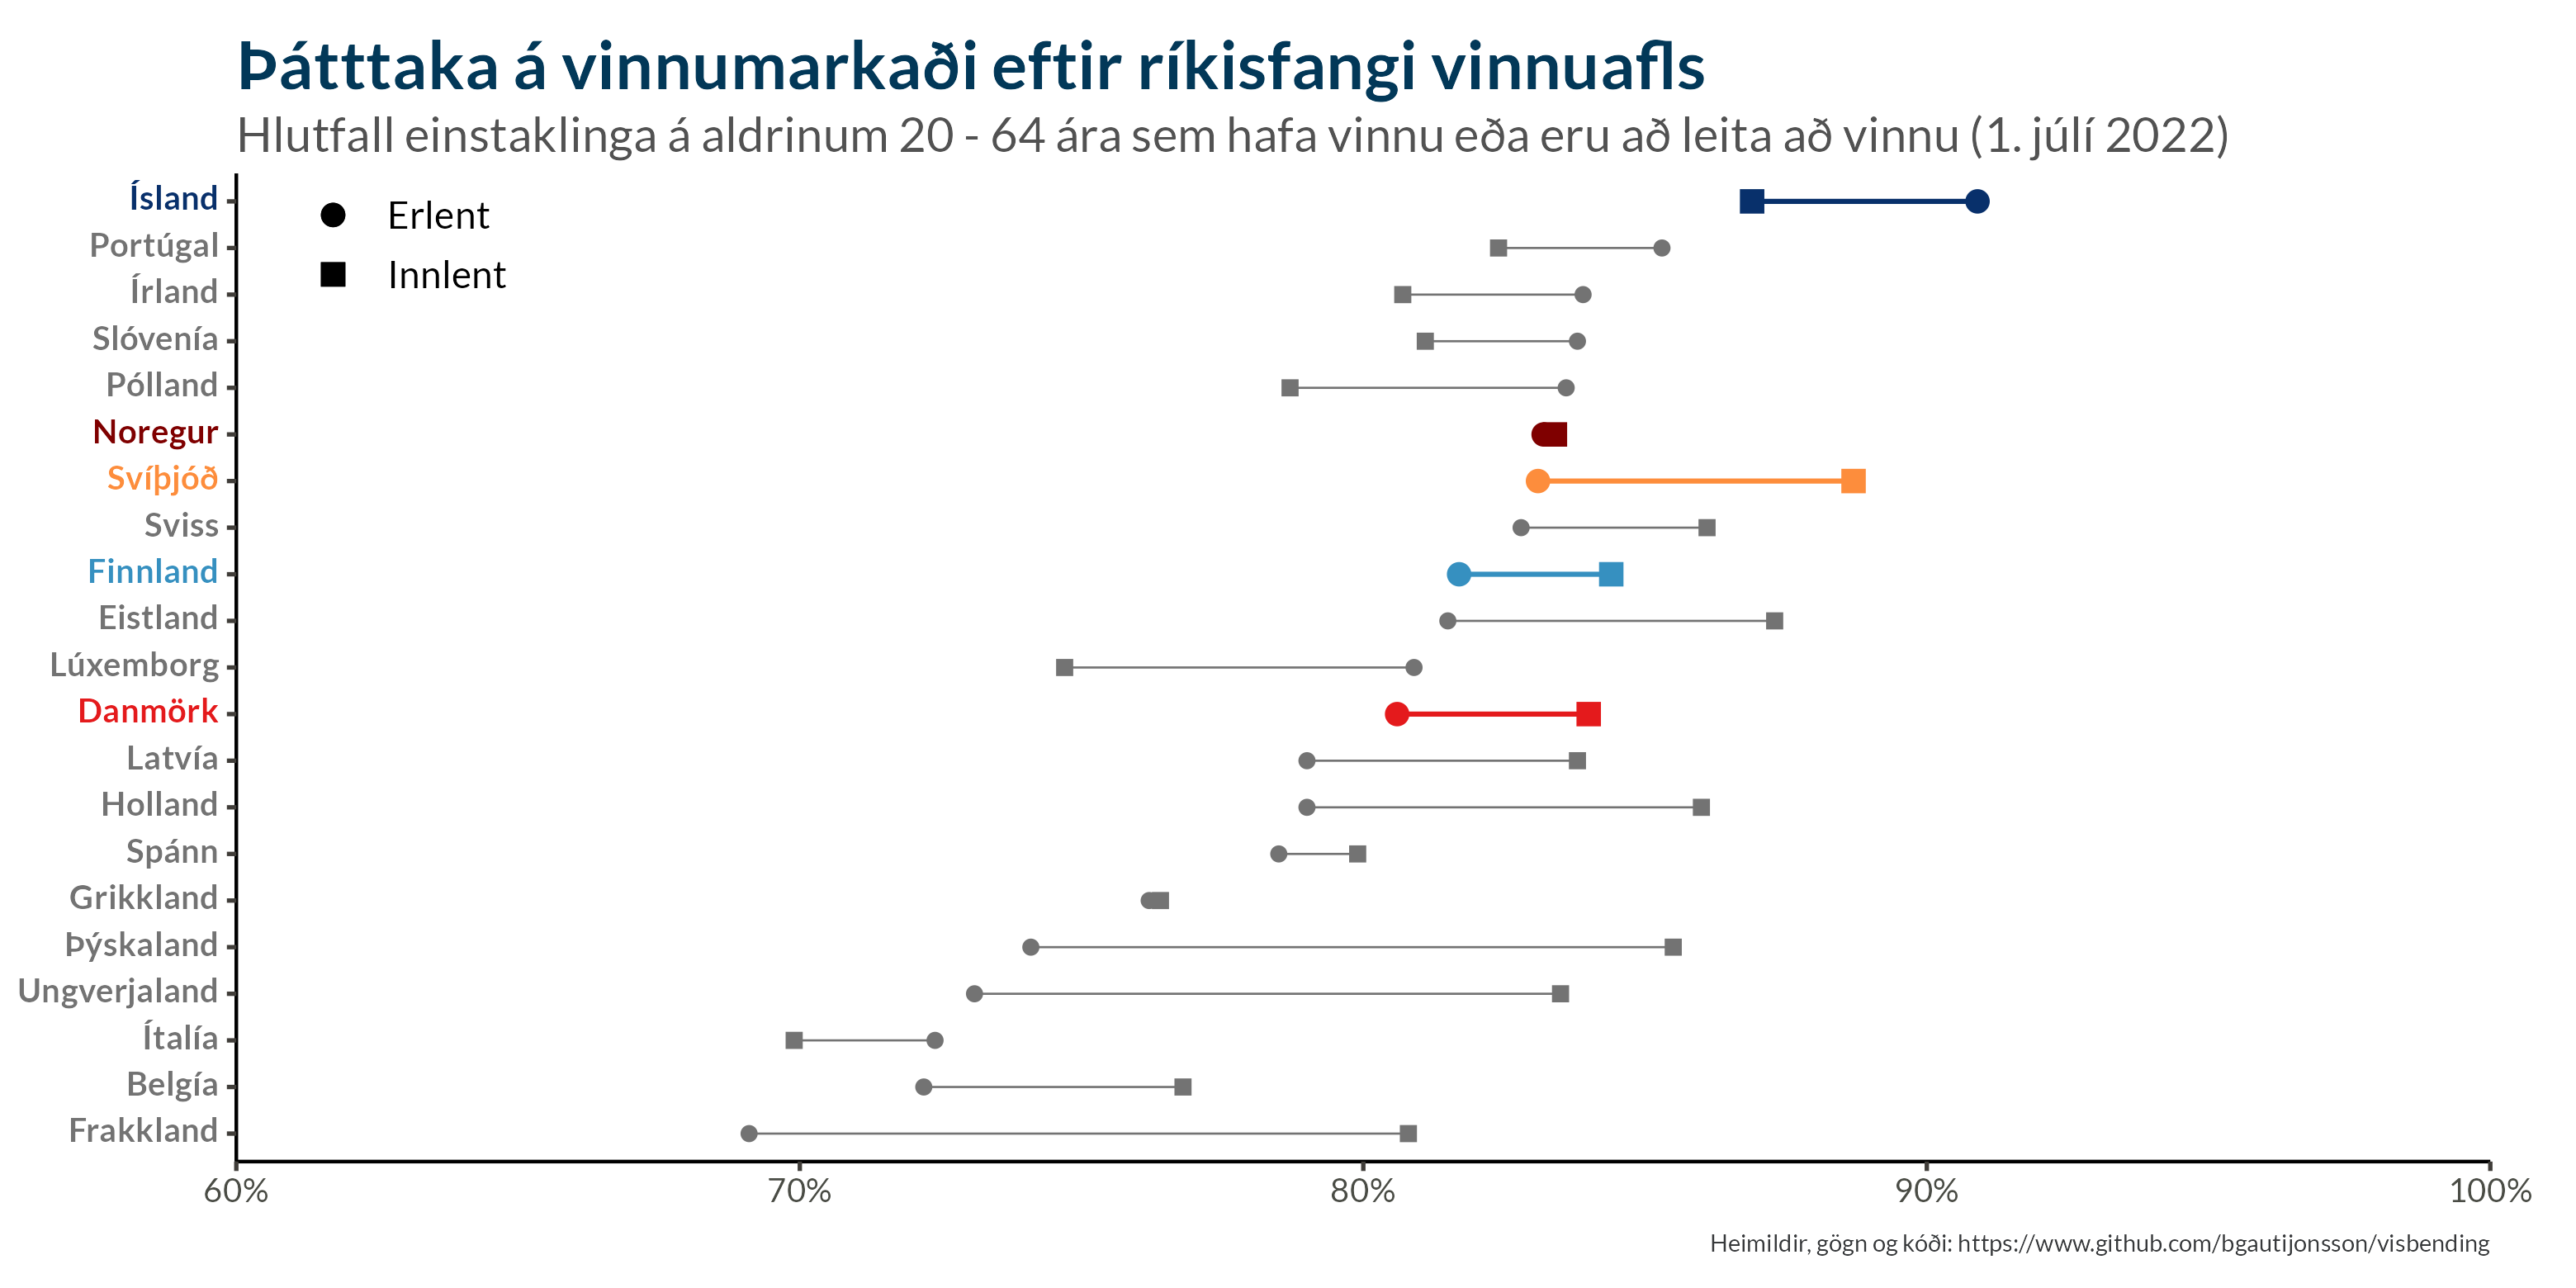 Þátttaka á vinnumarkaði eftir ríkisfangi vinnuafls
Hlutfall einstaklinga á aldrinum 20 - 64 ára sem hafa vinnu eða eru að leita að vinnu (1. júlí 2022)
Erlent
Innlent
Ísland
Portúgal
Írland
Slóvenía
Pólland
Noregur
Svíþjóð
Sviss
Finnland
Eistland
Lúxemborg
Danmörk
Latvía
Holland
Spánn
Grikkland
Þýskaland
Ungverjaland
Ítalía
Belgía
Frakkland
60% 70% 80% 90% 100%
Heimildir, gögn og kóði: https://www.github.com/bgautijonsson/visbending